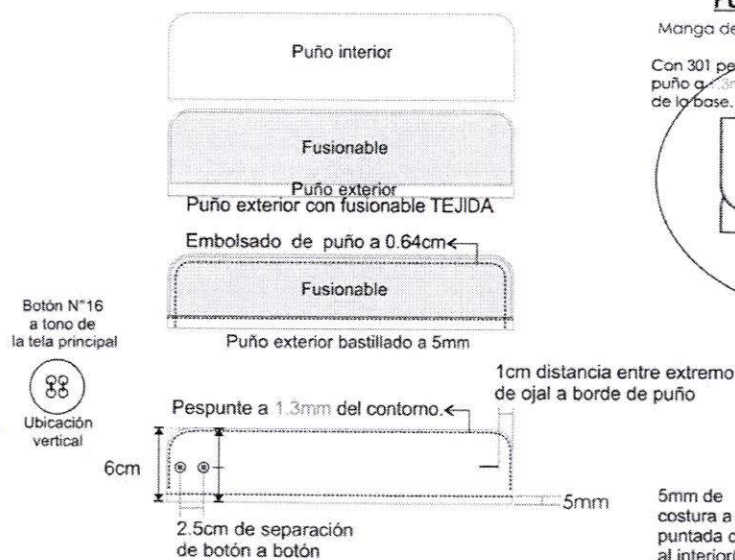 Puño interior
Manga de
Con 301
puño a
de la base.
Fusionable
Puño exterior
Puño exterior con fusionable TEJIDA
Embolsado de puño a 0.64cm
Fusionable
Puño exterior bastillado a 5mm
Botón N°16
a tono de
la tela principal
Ubicación
vertical
1cm distancia entre extremo
de ojal a borde de puño
Pespunte a 1.3mm del contorno.
6cm
5mm
2.5cm de separación
de botón a botón
5mm de
costura a
puntada
al interior